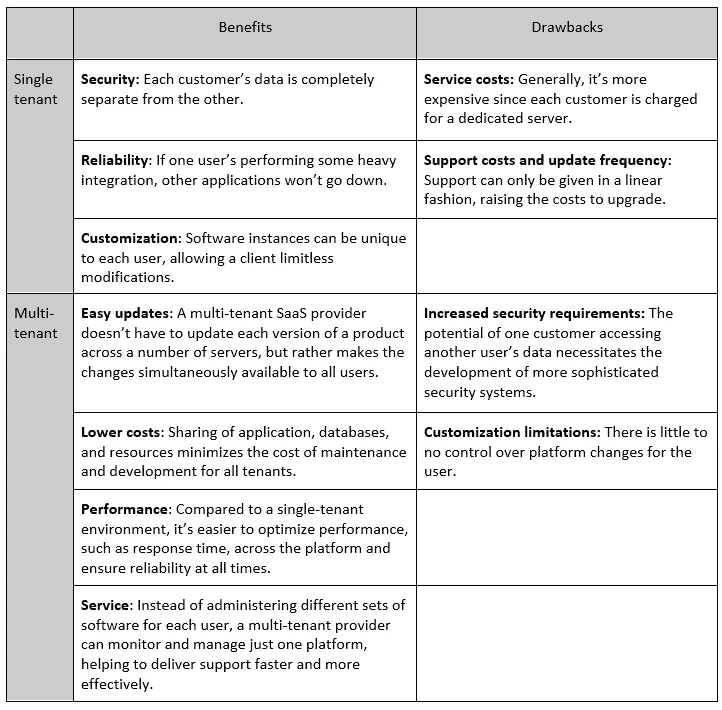 Benefits
Drawbacks
Single
tenant
Security: Each customer’s data is completely
separate from the other.
Service costs: Generally, it’s more
expensive since each customer is charged
for a dedicated server.
Reliability: If one user’s performing some heavy
integration, other applications won’t go down.
Support costs and update frequency:
Support can only be given in a linear
fashion, raising the costs to upgrade.
Customization: Software instances can be unique
to each user, allowing a client limitless
modifications.
Multi-
tenant
Easy updates: A multi-tenant SaaS provider
doesn’t have to update each version of a product
across a number of servers, but rather makes the
changes simultaneously available to all users.
Increased security requirements: The
potential of one customer accessing
another user’s data necessitates the
development of more sophisticated
security systems.
Lower costs: Sharing of application, databases,
and resources minimizes the cost of maintenance
and development for all tenants.
Customization limitations: There is little to
no control over platform changes for the
user.
Performance: Compared to a single-tenant
environment, it’s easier to optimize performance,
such as response time, across the platform and
ensure reliability at all times.
Service: Instead of administering different sets of
software for each user, a multi-tenant provider
can monitor and manage just one platform,
helping to deliver support faster and more
effectively.